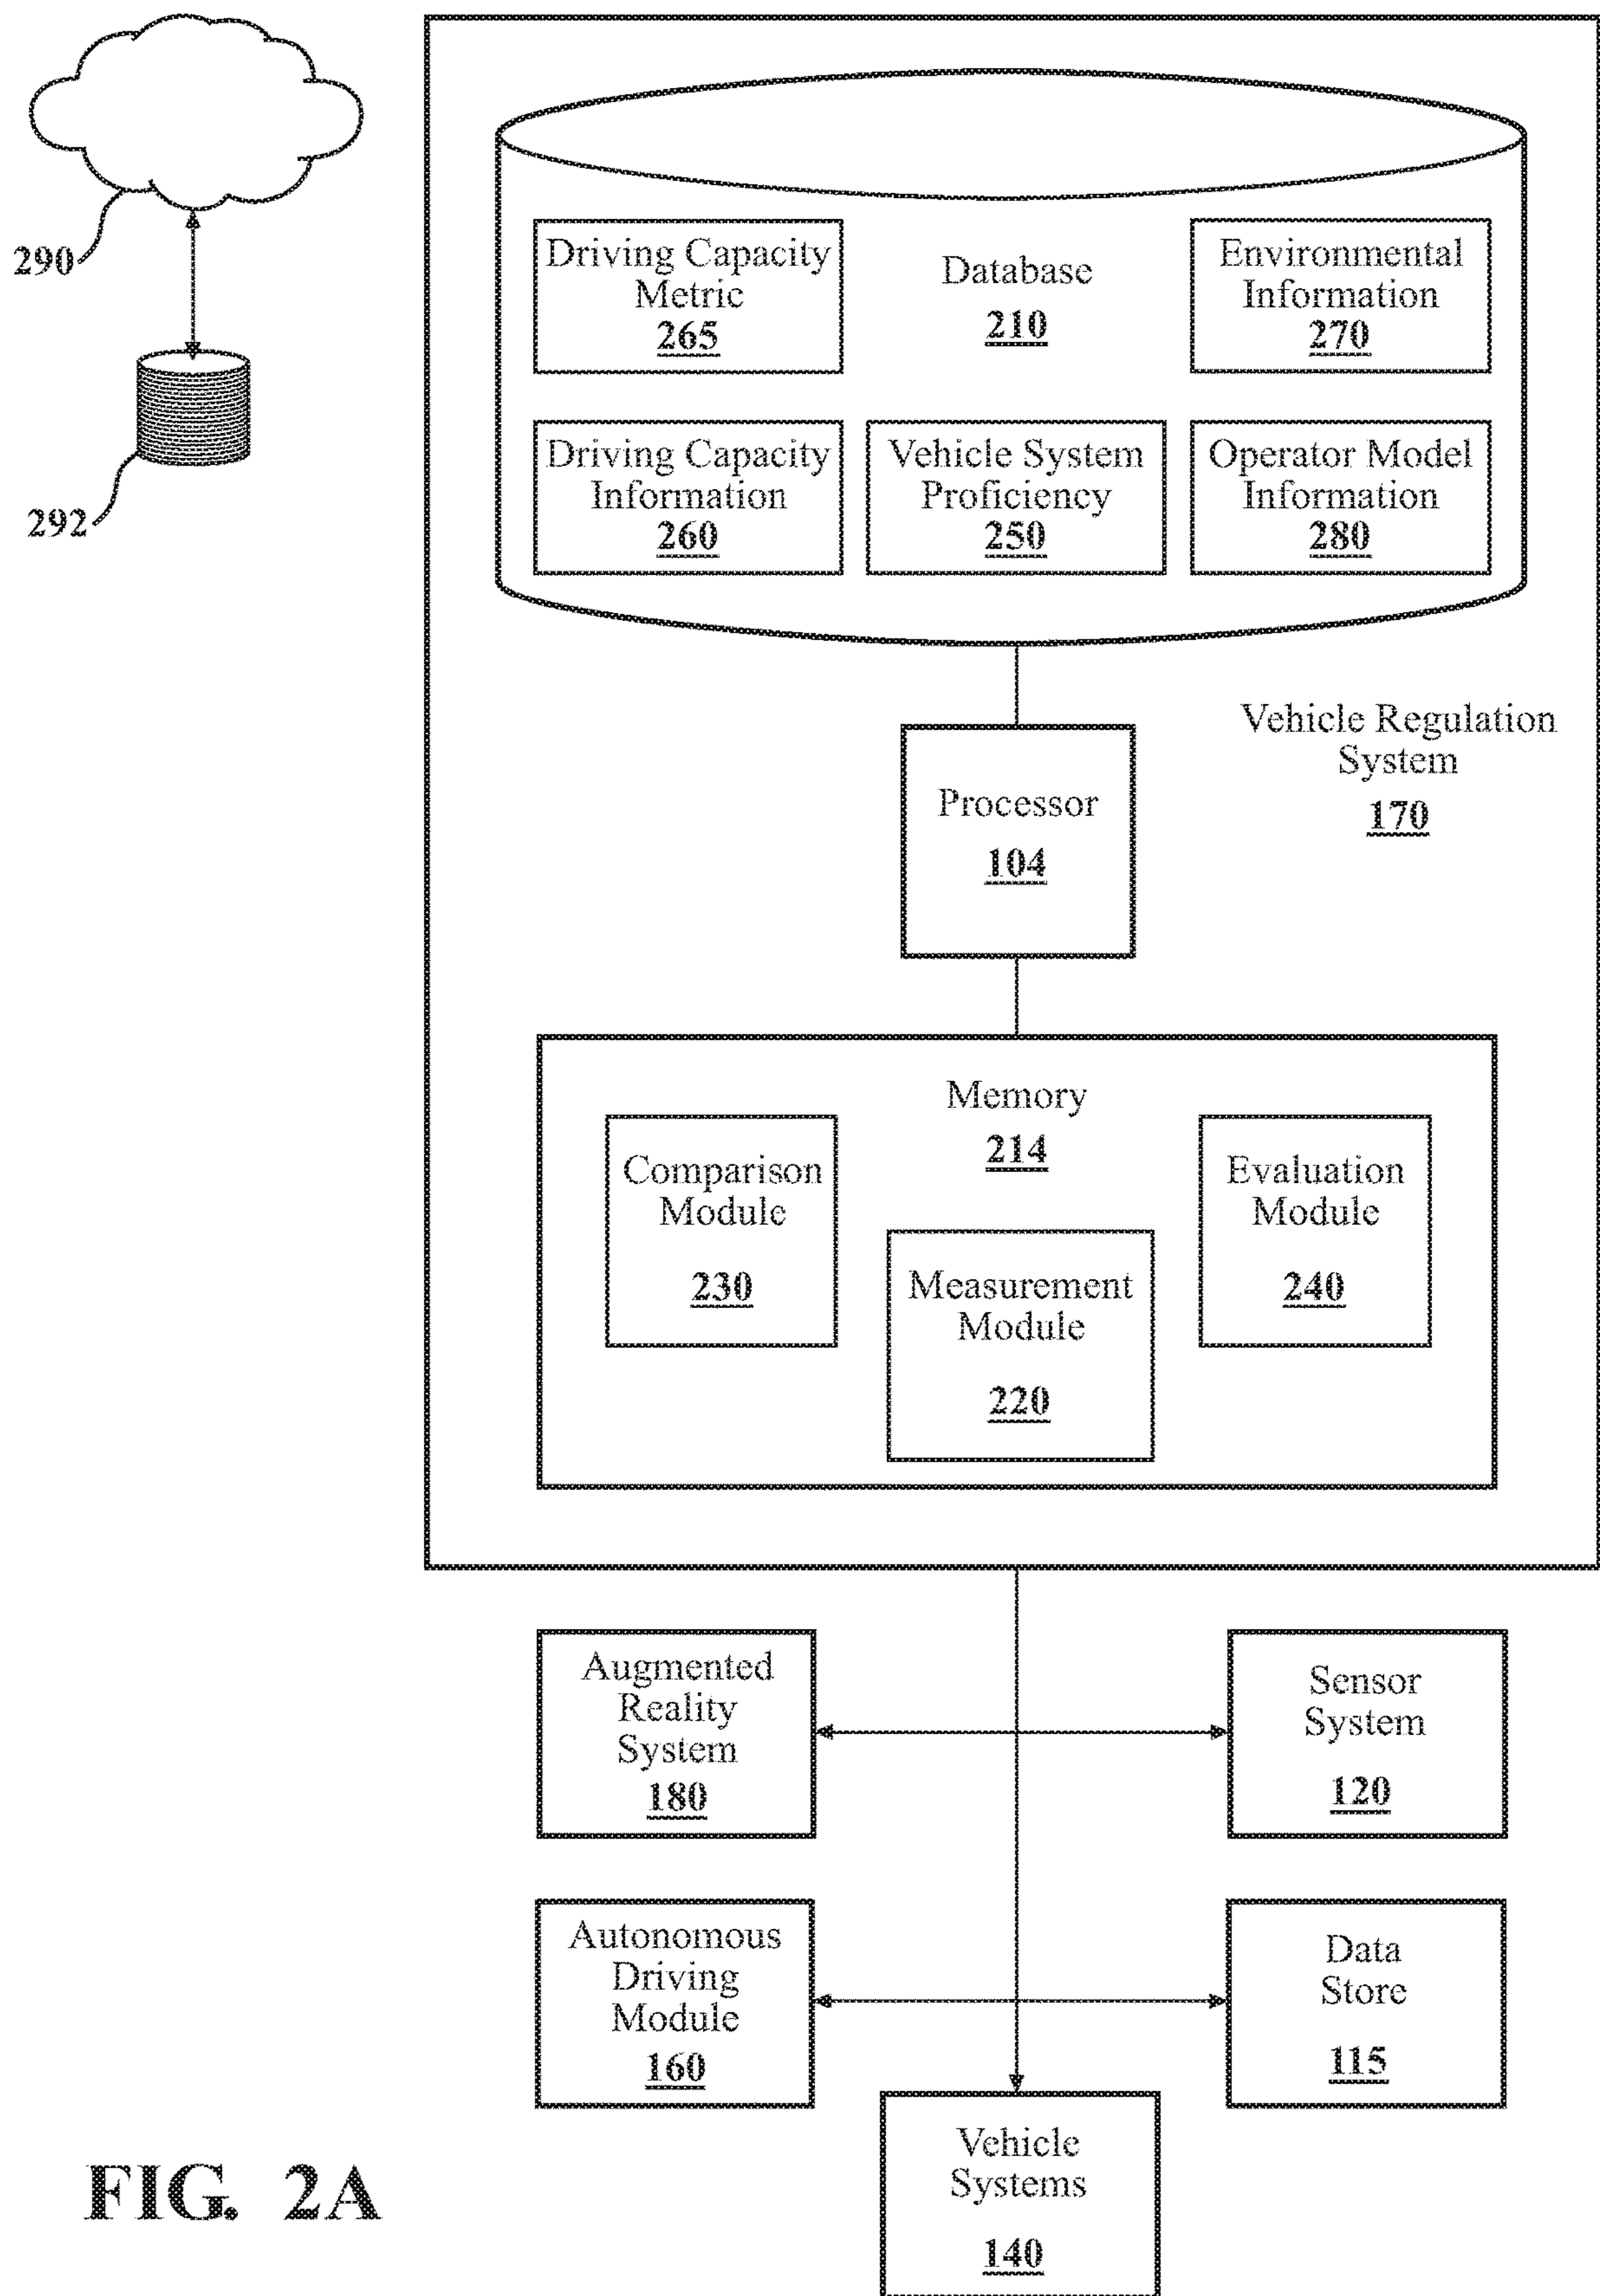 290
292
Driving Capacity
Metric
265
Database
210
Environmental
Information
270
Driving Capacity
Information
260
Vehicle System
Proficiency
250
Operator Model
Information
280
Vehicle Regulation
System
170
Processor
104
Memory
214
Comparison
Module
230
Measurement
Module
220
Evaluation
Module
240
Augmented
Reality
System
180
Sensor
System
120
Autonomous
Driving
Module
160
Data
Store
115
Vehicle
Systems
140
FIG. 2A